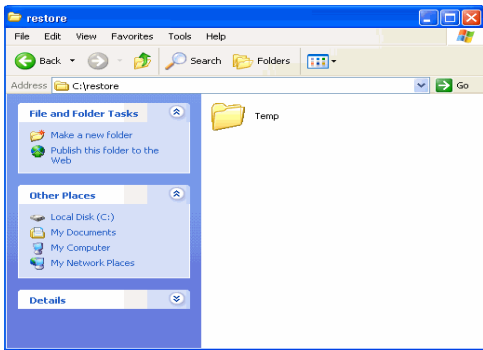 restore
File Edit View Favorites Tools Help
Back Search Folders
Address C:\restore Go
File and Folder Tasks
Make a new folder
Publish this folder to the
Web
Other Places
Local Disk (C:)
My Documents
My Computer
My Network Places
Details
Temp